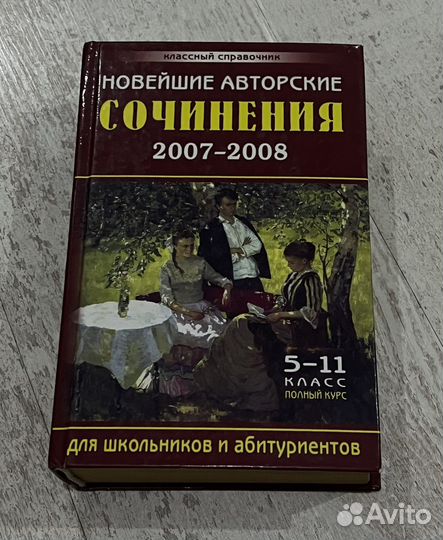 классный справочник
НОВЕЙШИЕ АВТОРСКИЕ
СОЧИНЕНИЯ
2007–2008
5–11
КЛАСС
ПОЛНЫЙ КУРС
для школьников и абитуриентов
Avito